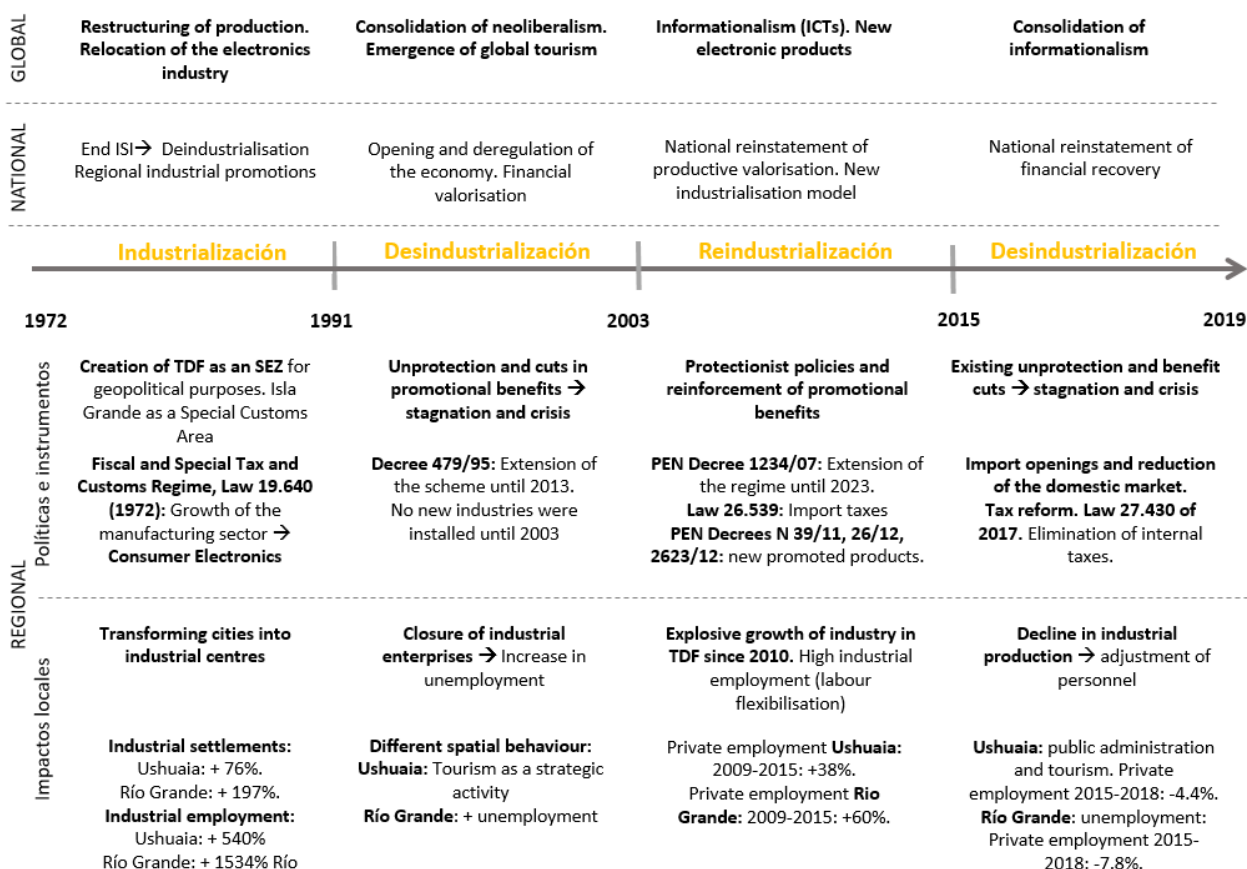 GLOBAL
Restructuring of production.
Relocation of the electronics
industry
Consolidation of neoliberalism.
Emergence of global tourism
Informationalism (ICTs). New
electronic products
Consolidation of
informationalism
NATIONAL
End ISI→ Deindustrialisation
Regional industrial promotions
Opening and deregulation of
the economy. Financial
valorisation
National reinstatement of
productive valorisation. New
industrialisation model
National reinstatement of
financial recovery
Industrialización
Desindustrialización
Reindustrialización
Desindustrialización
1972
1991
2003
2015
2019
REGIONAL
Políticas e instrumentos
Creation of TDF as an SEZ for
geopolitical purposes. Isla
Grande as a Special Customs
Area
Fiscal and Special Tax and
Customs Regime, Law 19.640
(1972): Growth of the
manufacturing sector →
Consumer Electronics
Unprotection and cuts in
promotional benefits →
stagnation and crisis
Decree 479/95: Extension of
the scheme until 2013.
No new industries were
installed until 2003
Protectionist policies and
reinforcement of promotional
benefits
PEN Decree 1234/07: Extension of
the regime until 2023.
Law 26.539: Import taxes
PEN Decrees N 39/11, 26/12,
2623/12: new promoted products.
Existing unprotection and benefit
cuts → stagnation and crisis
Import openings and reduction
of the domestic market.
Tax reform. Law 27.430 of
2017. Elimination of internal
taxes.
Impactos locales
Transforming cities into
industrial centres
Industrial settlements:
Ushuaia: + 76%.
Río Grande: + 197%.
Industrial employment:
Ushuaia: + 540%
Río Grande: + 1534% Río
Closure of industrial
enterprises → Increase in
unemployment
Different spatial behaviour:
Ushuaia: Tourism as a strategic
activity
Río Grande: + unemployment
Explosive growth of industry in
TDF since 2010. High industrial
employment (labour
flexibilisation)
Private employment Ushuaia:
2009-2015: +38%.
Private employment Rio
Grande: 2009-2015: +60%.
Decline in industrial
production → adjustment of
personnel
Ushuaia: public administration
and tourism. Private
employment 2015-2018: -4.4%.
Río Grande: unemployment:
Private employment 2015-
2018: -7.8%.